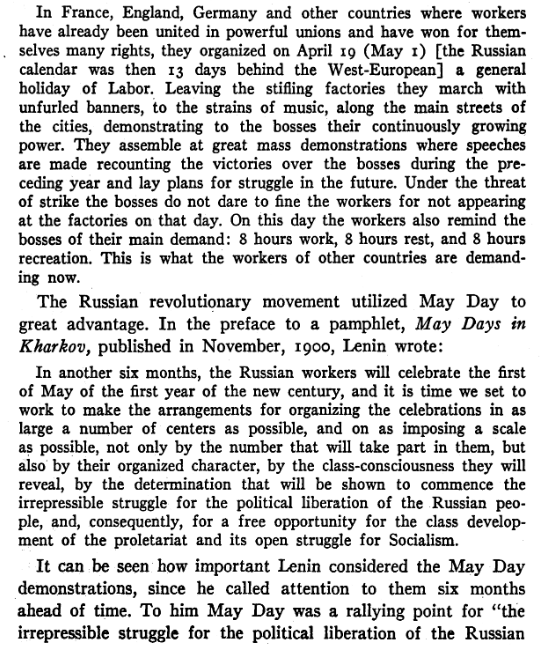 In France, England, Germany and other countries where workers
have already been united in powerful unions and have won for them-
selves many rights, they organized on April 19 (May 1) [the Russian
calendar was then 13 days behind the West-European] a general
holiday of Labor. Leaving the stifling factories they march with
unfurled banners, to the strains of music, along the main streets of
the cities, demonstrating to the bosses their continuously growing
power. They assemble at great mass demonstrations where speeches
are made recounting the victories over the bosses during the pre-
ceding year and lay plans for struggle in the future. Under the threat
of strike the bosses do not dare to fine the workers for not appearing
at the factories on that day. On this day the workers also remind the
bosses of their main demand: 8 hours work, 8 hours rest, and 8 hours
recreation. This is what the workers of other countries are demand-
ing now.
The Russian revolutionary movement utilized May Day to
great advantage. In the preface to a pamphlet, May Days in
Kharkov, published in November, 1900, Lenin wrote:
In another six months, the Russian workers will celebrate the first
of May of the first year of the new century, and it is time we set to
work to make the arrangements for organizing the celebrations in as
large a number of centers as possible, and on as imposing a scale
as possible, not only by the number that will take part in them, but
also by their organized character, by the class-consciousness they will
reveal, by the determination that will be shown to commence the
irrepressible struggle for the political liberation of the Russian peo-
ple, and, consequently, for a free opportunity for the class develop-
ment of the proletariat and its open struggle for Socialism.
It can be seen how important Lenin considered the May Day
demonstrations, since he called attention to them six months
ahead of time. To him May Day was a rallying point for "the
irrepressible struggle for the political liberation of the Russian